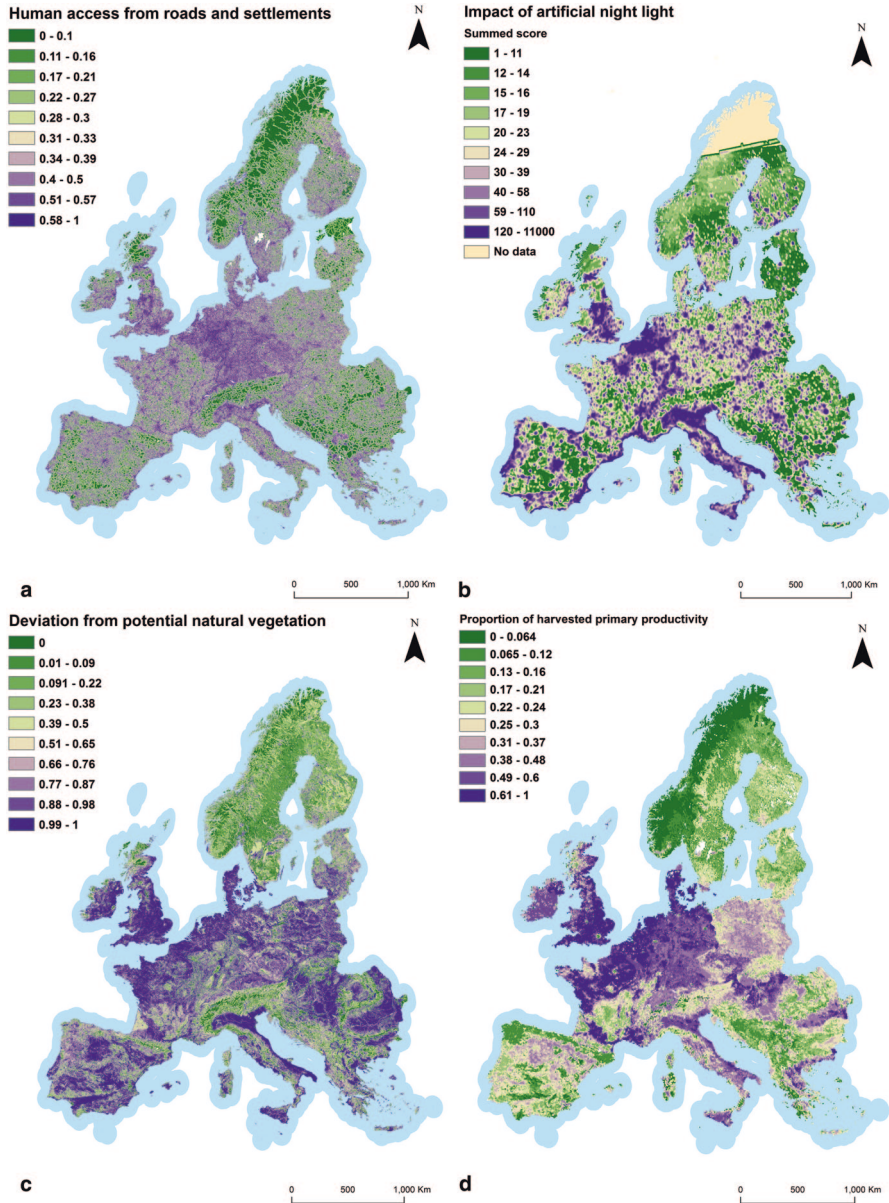 Human access from roads and settlements
0 - 0.1
0.11 - 0.16
0.17 - 0.21
0.22 - 0.27
0.28 - 0.3
0.31 - 0.33
0.34 - 0.39
0.4 - 0.5
0.51 - 0.57
0.58 - 1
N
a
0 500 1,000 Km
Impact of artificial night light
Summed score
1 - 11
12 - 14
15 - 16
17 - 19
20 - 23
24 - 29
30 - 39
40 - 58
59 - 110
120 - 11000
No data
N
b
0 500 1,000 Km
Deviation from potential natural vegetation
0
0.01 - 0.09
0.091 - 0.22
0.23 - 0.38
0.39 - 0.5
0.51 - 0.65
0.66 - 0.76
0.77 - 0.87
0.88 - 0.98
0.99 - 1
N
c
0 500 1,000 Km
Proportion of harvested primary productivity
0 - 0.064
0.065 - 0.12
0.13 - 0.16
0.17 - 0.21
0.22 - 0.24
0.25 - 0.3
0.31 - 0.37
0.38 - 0.48
0.49 - 0.6
0.61 - 1
N
d
0 500 1,000 Km